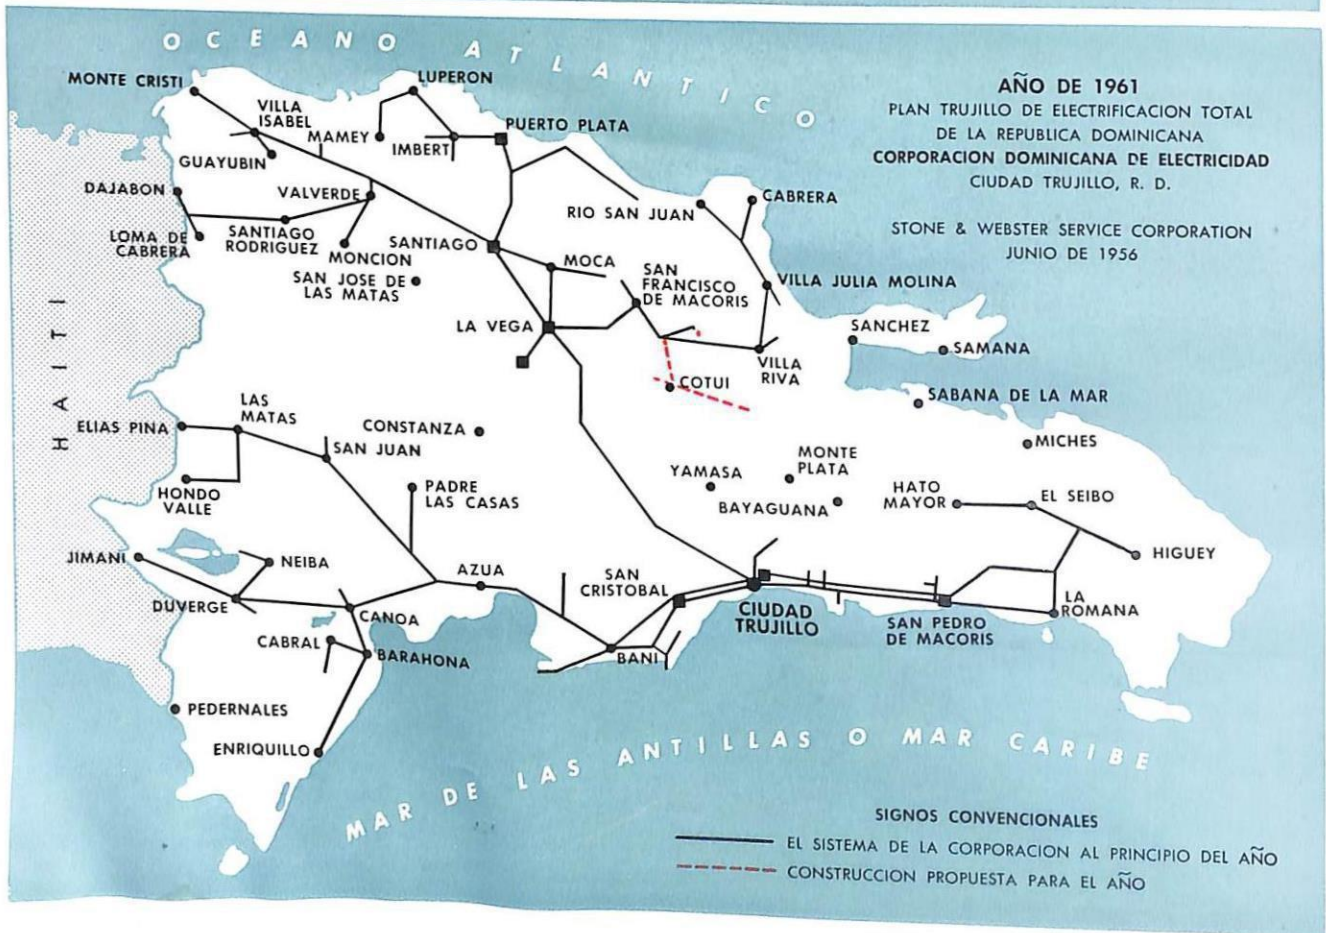 OCEANO ATLANTICO
AÑO DE 1961
PLAN TRUJILLO DE ELECTRIFICACION TOTAL
DE LA REPUBLICA DOMINICANA
CORPORACION DOMINICANA DE ELECTRICIDAD
CIUDAD TRUJILLO, R. D.
STONE & WEBSTER SERVICE CORPORATION
JUNIO DE 1956
MONTE CRISTI
LUPERON
VILLA
ISABEL
MAMEY
IMBERT
PUERTO PLATA
GUAYUBIN
DAJABON
VALVERDE
CABRERA
RIO SAN JUAN
LOMA DE
CABRERA
SANTIAGO
RODRIGUEZ
MONCION
SANTIAGO
MOCA
SAN
FRANCISCO
DE MACORIS
SAN JOSE DE
LAS MATAS
VILLA JULIA MOLINA
HAITI
LA VEGA
SANCHEZ
SAMANA
VILLA
RIVA
COTUI
SABANA DE LA MAR
LAS
MATAS
ELIAS PINA
CONSTANZA
SAN JUAN
MICHES
MONTE
PLATA
YAMASA
BAYAGUANA
HATO
MAYOR
EL SEIBO
HONDO
VALLE
PADRE
LAS CASAS
HIGUEY
JIMANI
NEIBA
AZUA
SAN
CRISTOBAL
DUVERGE
CANOA
CIUDAD
TRUJILLO
SAN PEDRO
DE MACORIS
LA
ROMANA
CABRAL
BARAHONA
BANI
PEDERNALES
ENRIQUILLO
MAR DE LAS ANTILLAS O MAR CARIBE
SIGNOS CONVENCIONALES
EL SISTEMA DE LA CORPORACION AL PRINCIPIO DEL AÑO
CONSTRUCCION PROPUESTA PARA EL AÑO